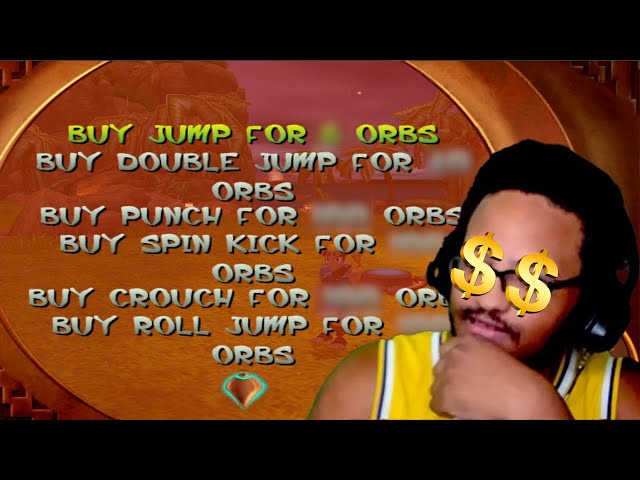 BUY JUMP FOR ORBS
BUY DOUBLE JUMP FOR
ORBS
BUY PUNCH FOR ORBS
BUY SPIN KICK FOR
ORBS
BUY CROUCH FOR ORBS
BUY ROLL JUMP FOR
ORBS
$ $